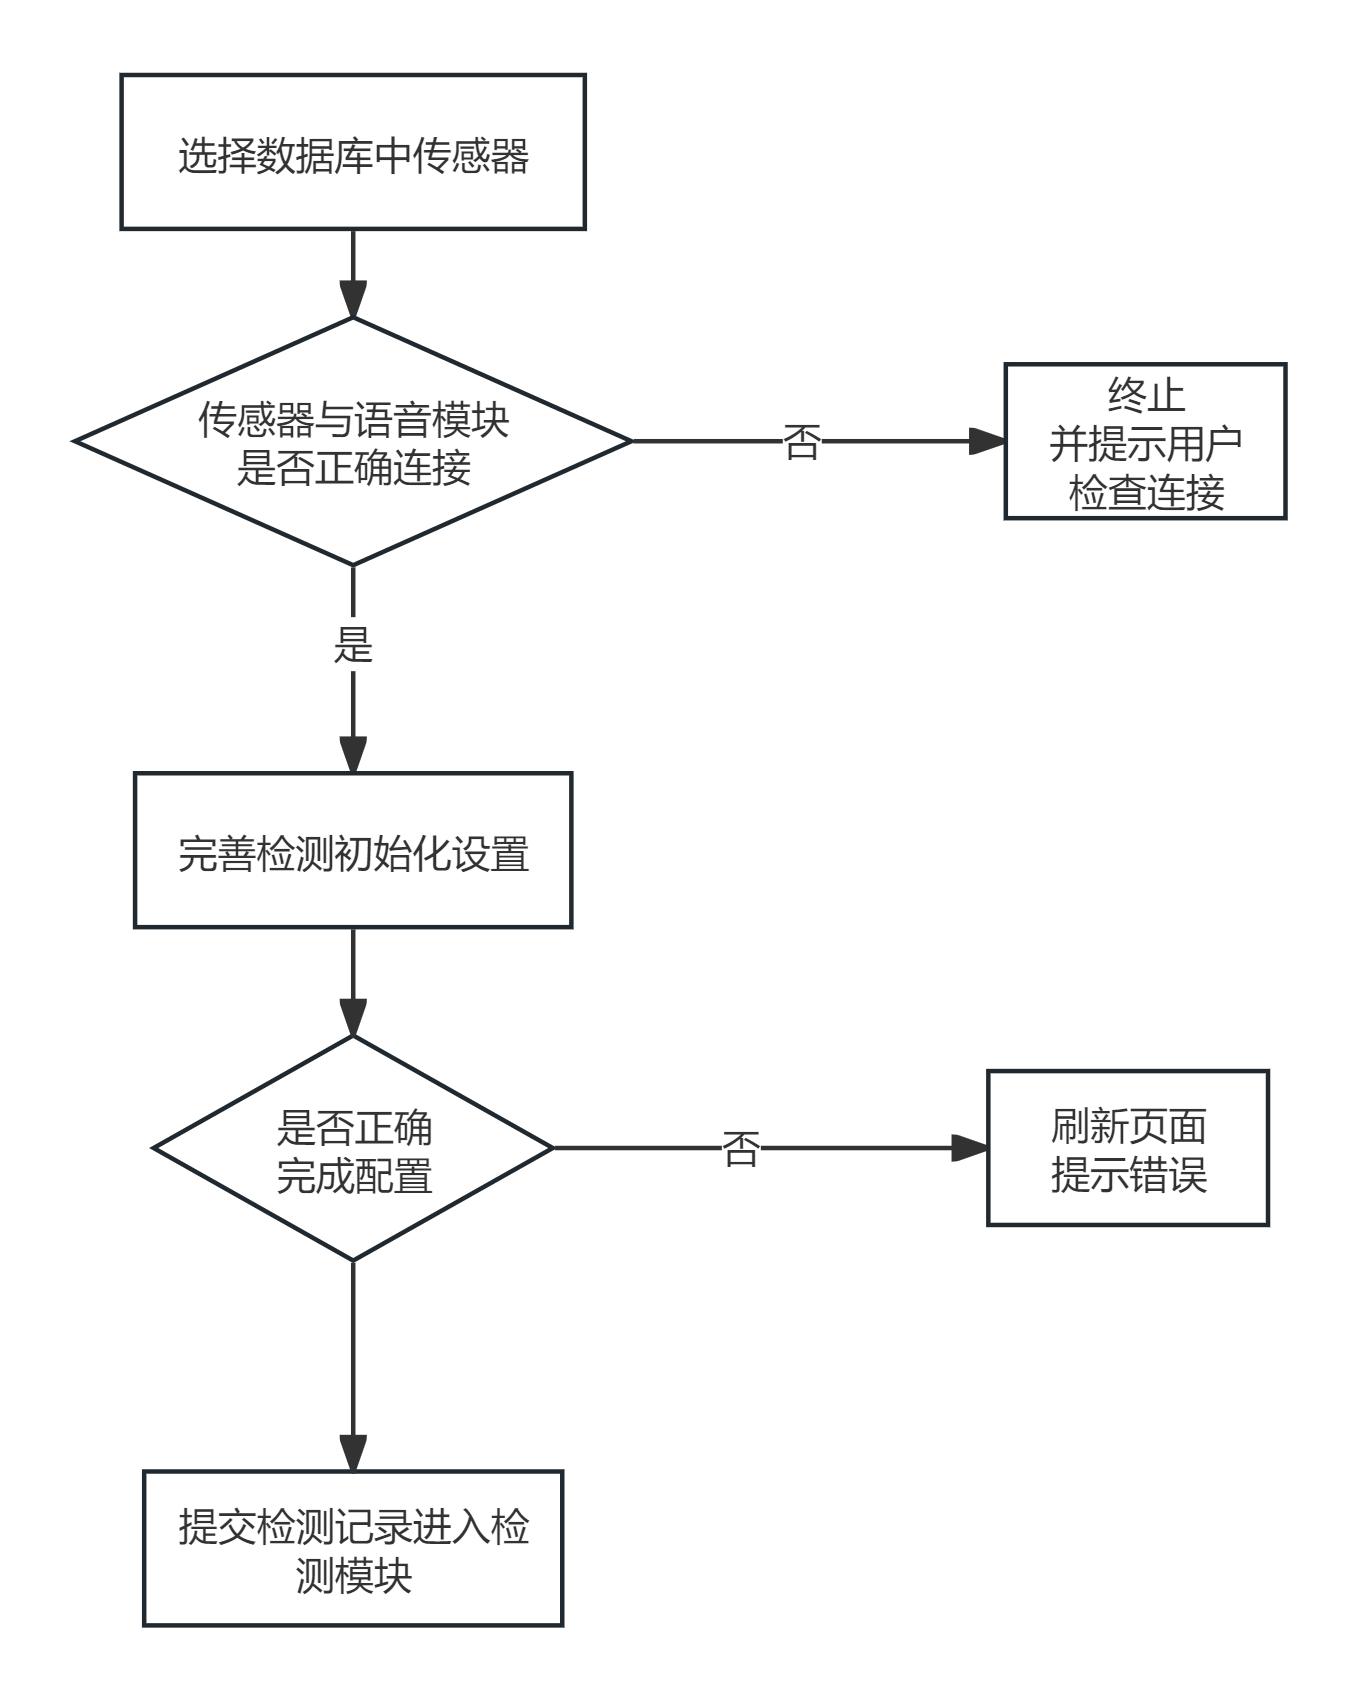 选择数据库中传感器
传感器与语音模块
是否正确连接
否
终止
并提示用户
检查连接
是
完善检测初始化设置
是否正确
完成配置
否
刷新页面
提示错误
提交检测记录进入检
测模块